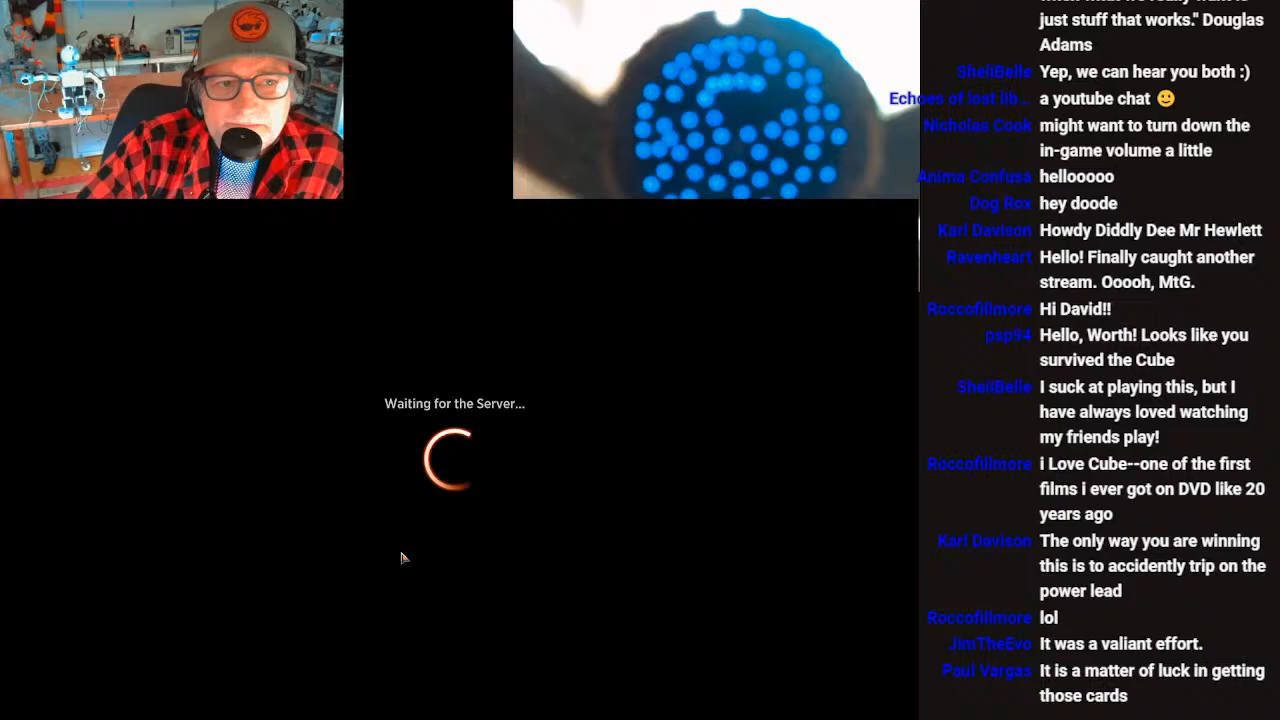 just stuff that works." Douglas
Adams
SheliBelle Yep, we can hear you both :)
Echoes of lost lib... a youtube chat 🙂
Nicholas Cook might want to turn down the
in-game volume a little
Anima Confusa hellooooo
Dog Rox hey doode
Karl Davison Howdy Diddly Dee Mr Hewlett
Ravenheart Hello! Finally caught another
stream. Ooooh, MtG.
Roccofillmore Hi David!!
psp94 Hello, Worth! Looks like you
survived the Cube
SheliBelle I suck at playing this, but I
have always loved watching
my friends play!
Roccofillmore i Love Cube--one of the first
films i ever got on DVD like 20
years ago
Karl Davison The only way you are winning
this is to accidently trip on the
power lead
Roccofillmore lol
JimTheEvo It was a valiant effort.
Paul Vargas It is a matter of luck in getting
those cards
Waiting for the Server...